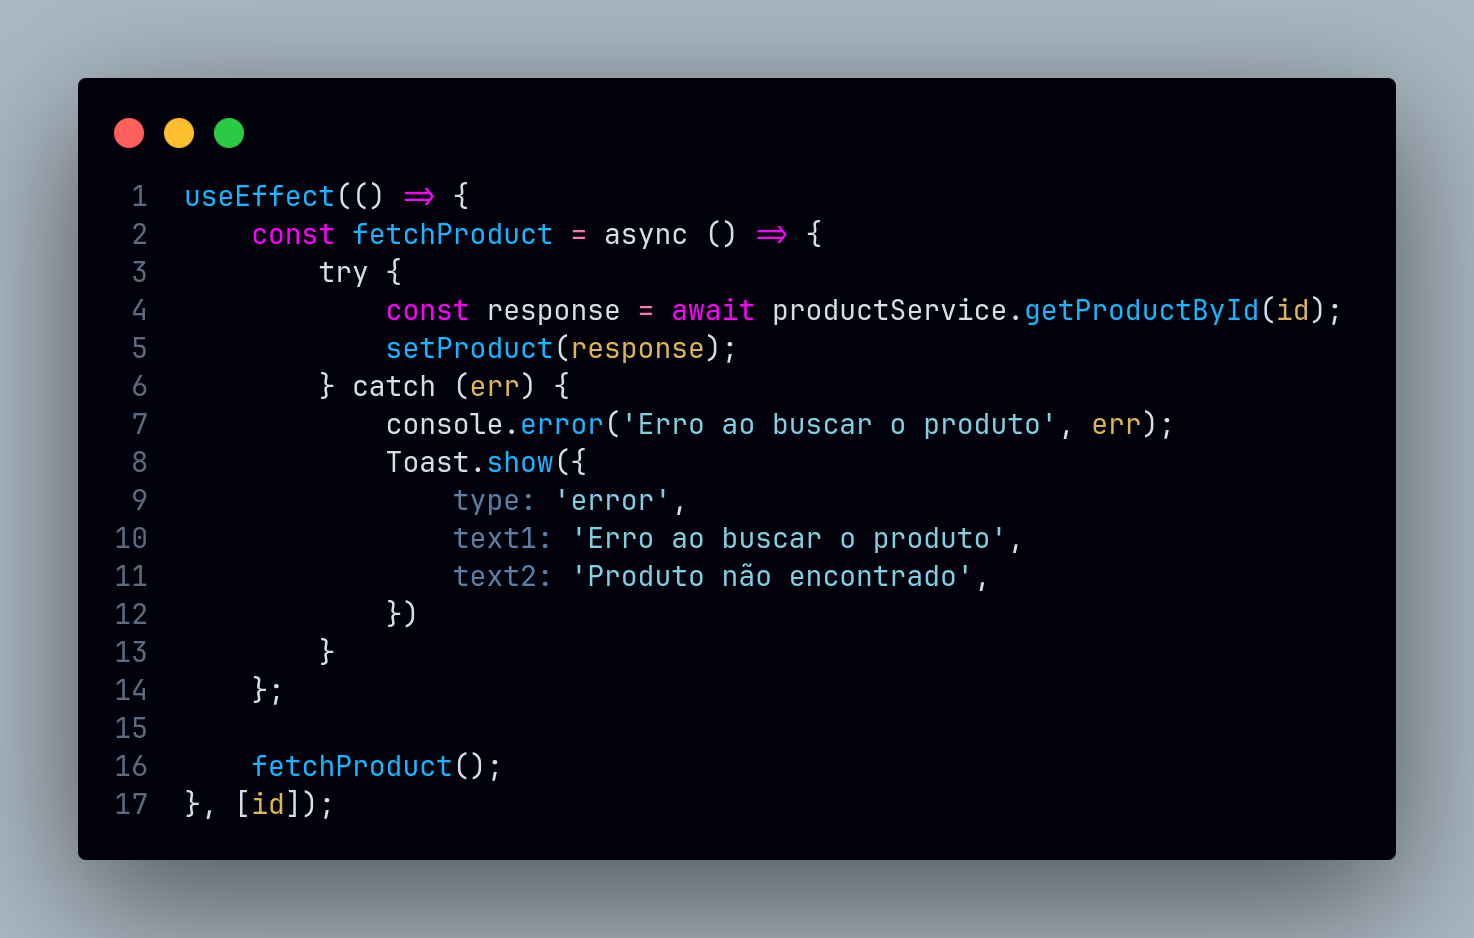 1 useEffect(() => {
2 const fetchProduct = async () => {
3 try {
4 const response = await productService.getProductById(id);
5 setProduct(response);
6 } catch (err) {
7 console.error('Erro ao buscar o produto', err);
8 Toast.show({
9 type: 'error',
10 text1: 'Erro ao buscar o produto',
11 text2: 'Produto não encontrado',
12 })
13 }
14 };
15
16 fetchProduct();
17 }, [id]);